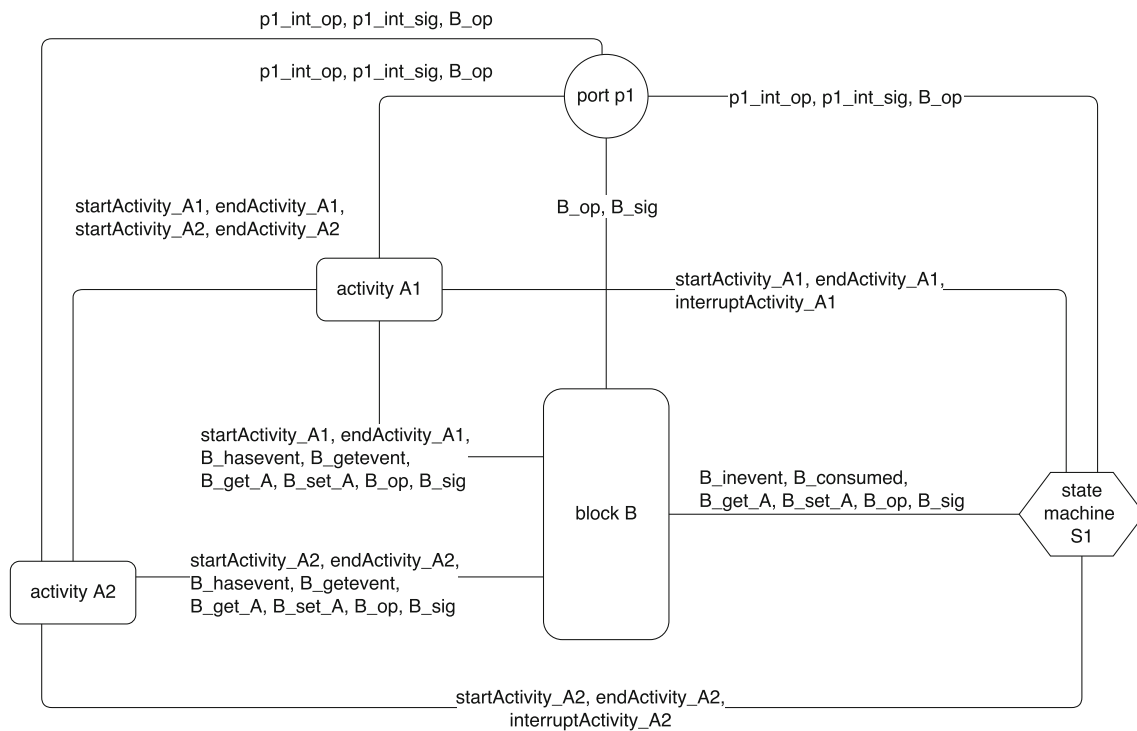 p1_int_op, p1_int_sig, B_op
p1_int_op, p1_int_sig, B_op
port p1
p1_int_op, p1_int_sig, B_op
startActivity_A1, endActivity_A1,
startActivity_A2, endActivity_A2
B_op, B_sig
activity A1
startActivity_A1, endActivity_A1,
interruptActivity_A1
startActivity_A1, endActivity_A1,
B_hasevent, B_getevent,
B_get_A, B_set_A, B_op, B_sig
block B
B_inevent, B_consumed,
B_get_A, B_set_A, B_op, B_sig
state
machine
S1
activity A2
startActivity_A2, endActivity_A2,
B_hasevent, B_getevent,
B_get_A, B_set_A, B_op, B_sig
startActivity_A2, endActivity_A2,
interruptActivity_A2